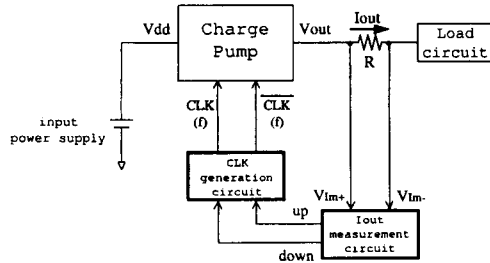 Vdd
Charge
Pump
Vout
Iout
R
Load
circuit
input
power supply
CLK
(f)
CLK
(f)
CLK
generation
circuit
up
down
VIm+
VIm-
Iout
measurement
circuit